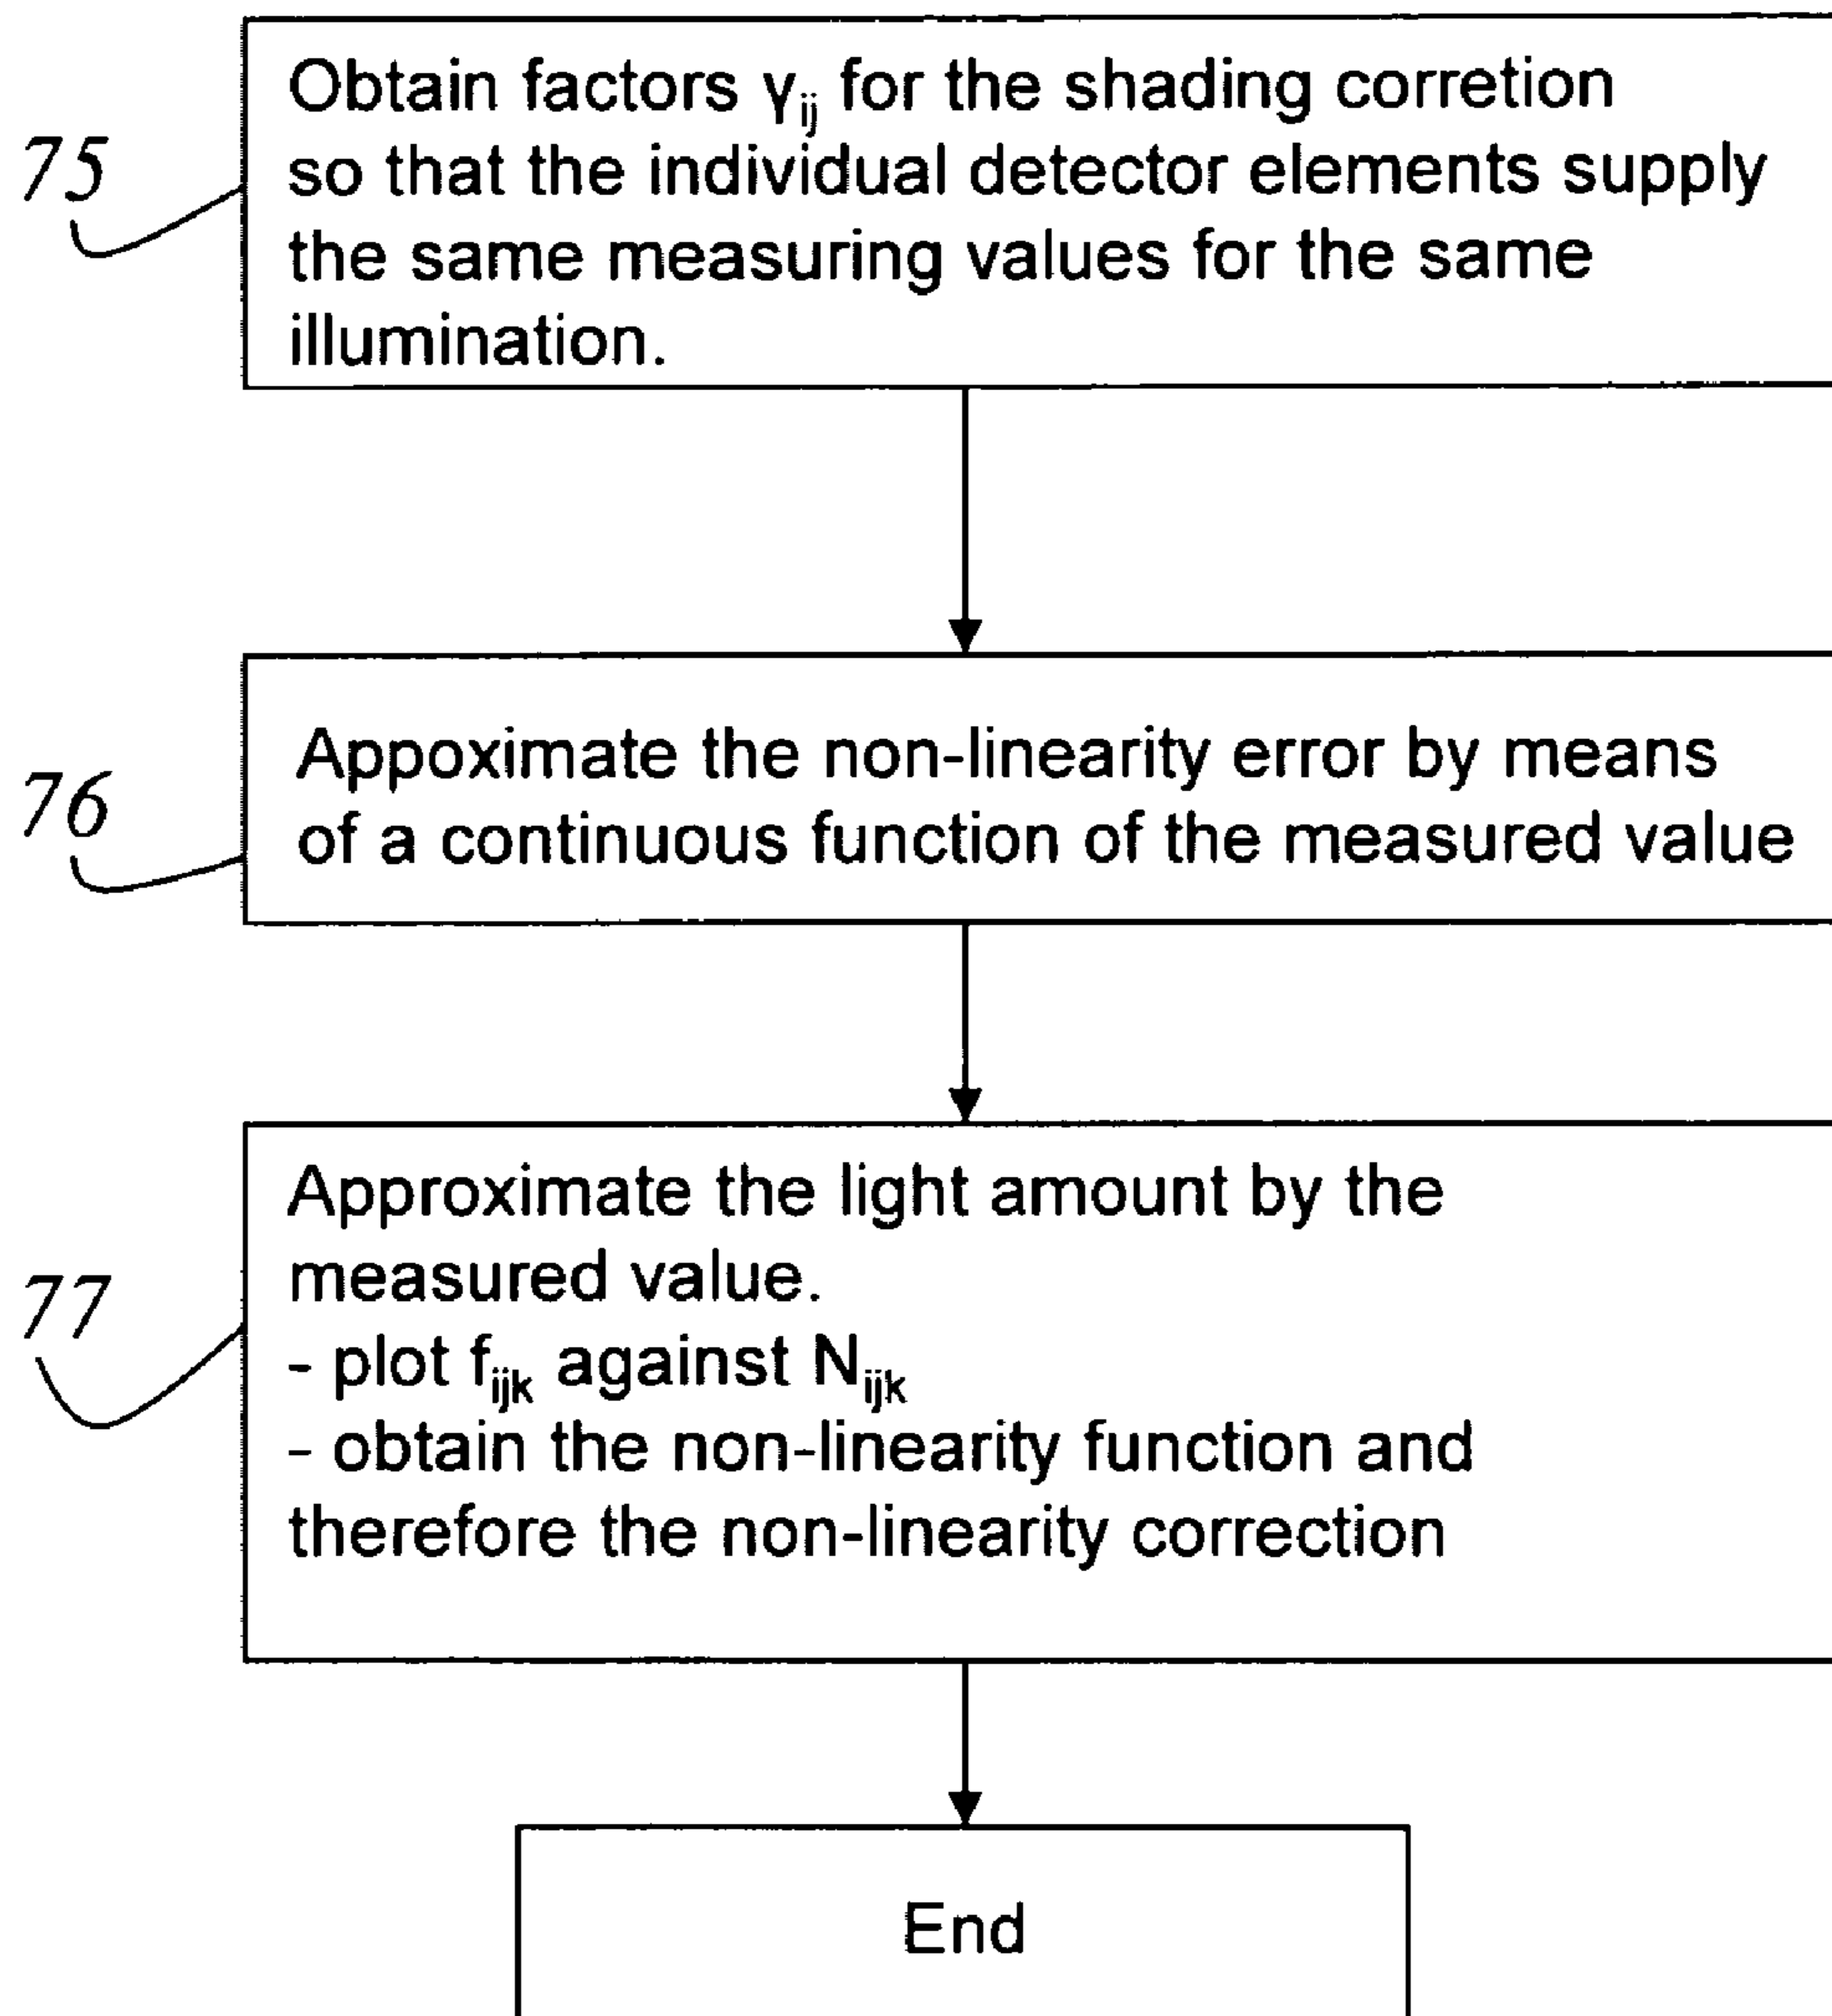 75
Obtain factors γij for the shading corretion
so that the individual detector elements supply
the same measuring values for the same
illumination.
76
Appoximate the non-linearity error by means
of a continuous function of the measured value
77
Approximate the light amount by the
measured value.
- plot fijk against Nijk
- obtain the non-linearity function and
therefore the non-linearity correction
End